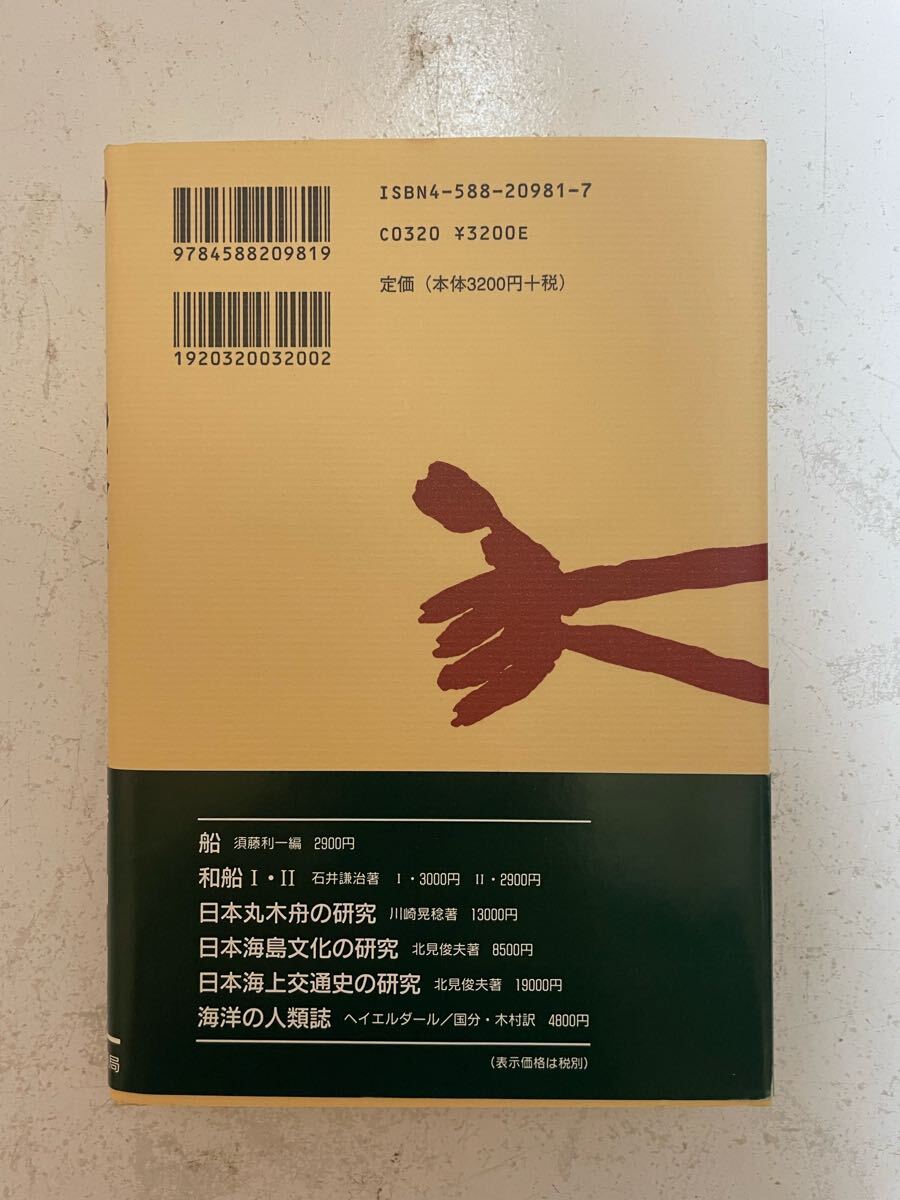 ISBN4-588-20981-7
9784588209819
C0320 ¥3200E
定価（本体3200円＋税）
1920320032002
船 須藤利一編 2900円
和船 I・II 石井謙治著 I・3000円 II・2900円
日本丸木舟の研究 川崎晃稔著 13000円
日本海島文化の研究 北見俊夫著 8500円
日本海上交通史の研究 北見俊夫著 19000円
海洋の人類誌 ヘイエルダール／国分・木村訳 4800円
（表示価格は税別）
局